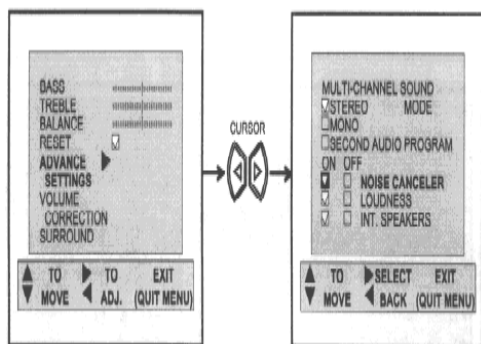 BASS
TREBLE
BALANCE
RESET
ADVANCE
SETTINGS
VOLUME
CORRECTION
SURROUND
TO TO EXIT
MOVE ADJ. (QUIT MENU)
CURSOR
MULTI-CHANNEL SOUND
STEREO MODE
MONO
SECOND AUDIO PROGRAM
ON OFF
NOISE CANCELER
LOUDNESS
INT. SPEAKERS
TO SELECT EXIT
MOVE BACK (QUIT MENU)